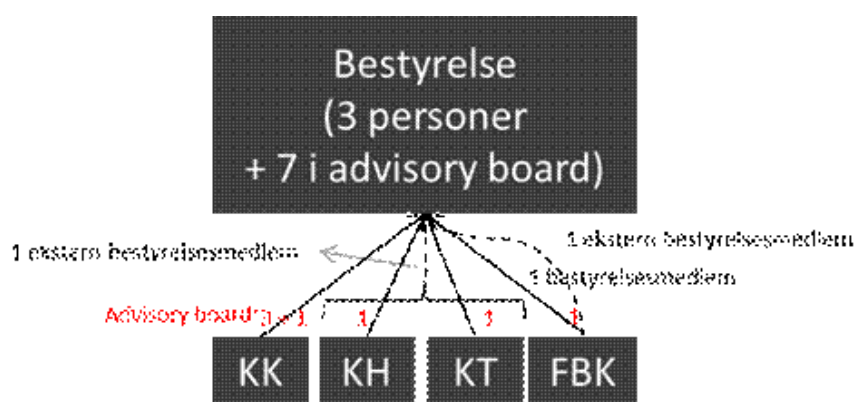 Bestyrelse
(3 personer
+ 7 i advisory board)
1 ekstern bestyrelsesmedlem
1 ekstern bestyrelsesmedlem
1 bestyrelsesmedlem
Advisory board: 1 1 1 1
KK KH KT FBK